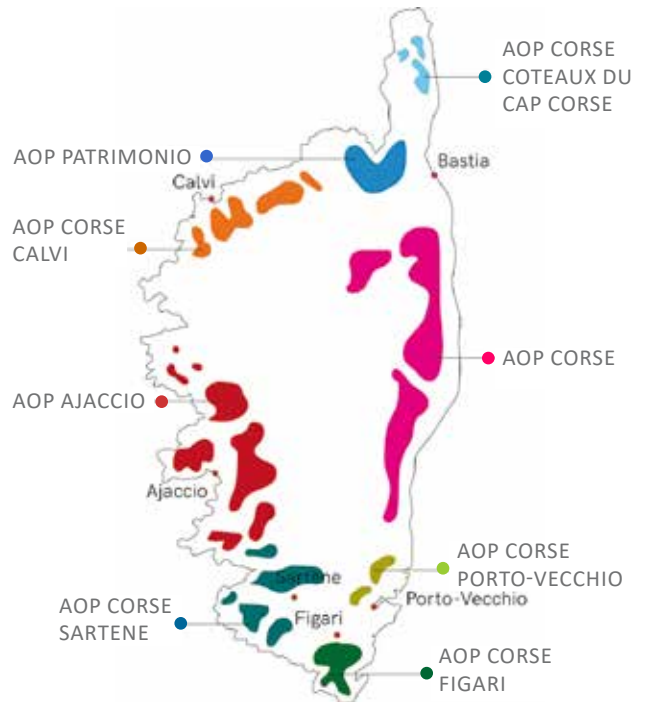 AOP CORSE
COTEAUX DU
CAP CORSE
AOP PATRIMONIO
Bastia
Calvi
AOP CORSE
CALVI
AOP CORSE
AOP AJACCIO
Ajaccio
AOP CORSE
PORTO-VECCHIO
Sartène
Porto-Vecchio
AOP CORSE
SARTENE
Figari
AOP CORSE
FIGARI